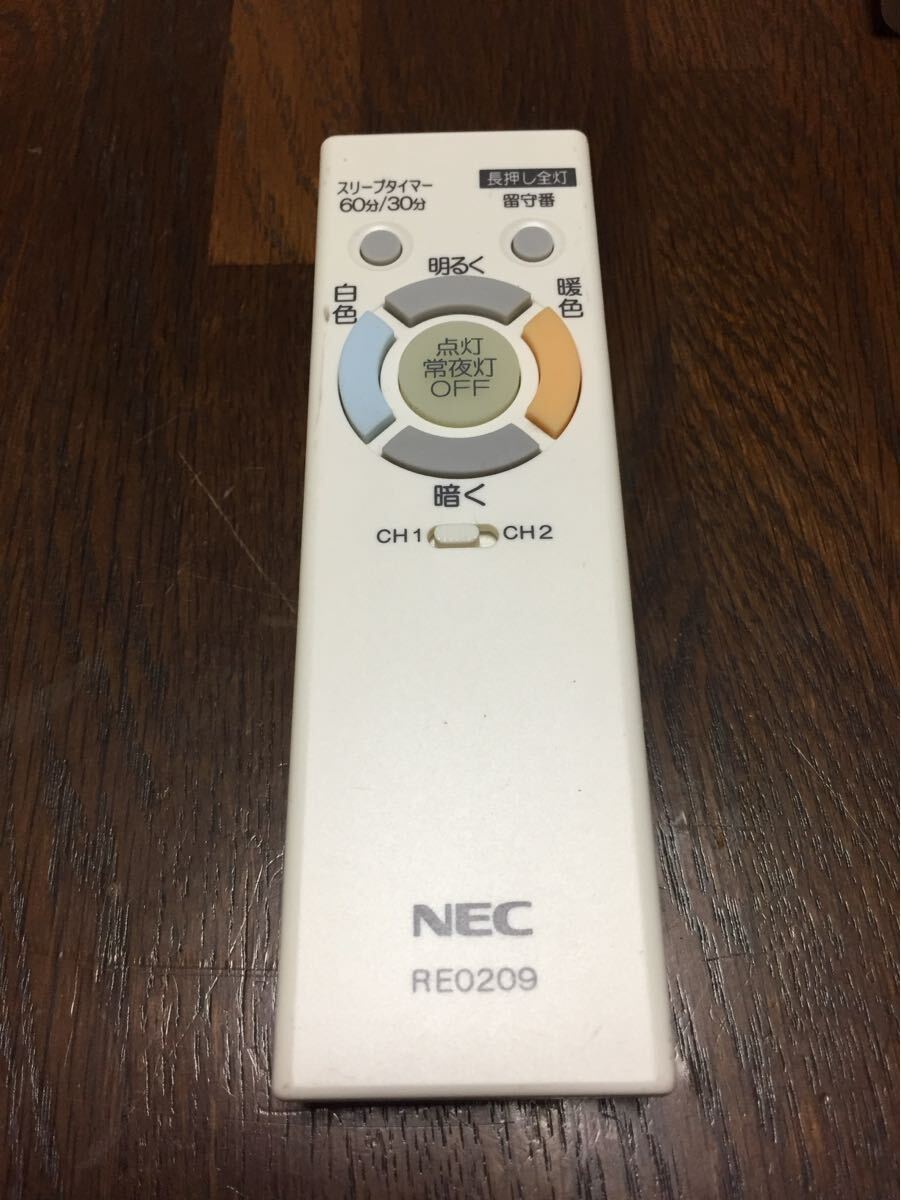 スリープタイマー
60分/30分
長押し全灯
留守番
明るく
白色
暖色
点灯
常夜灯
OFF
暗く
CH1 CH2
NEC
RE0209